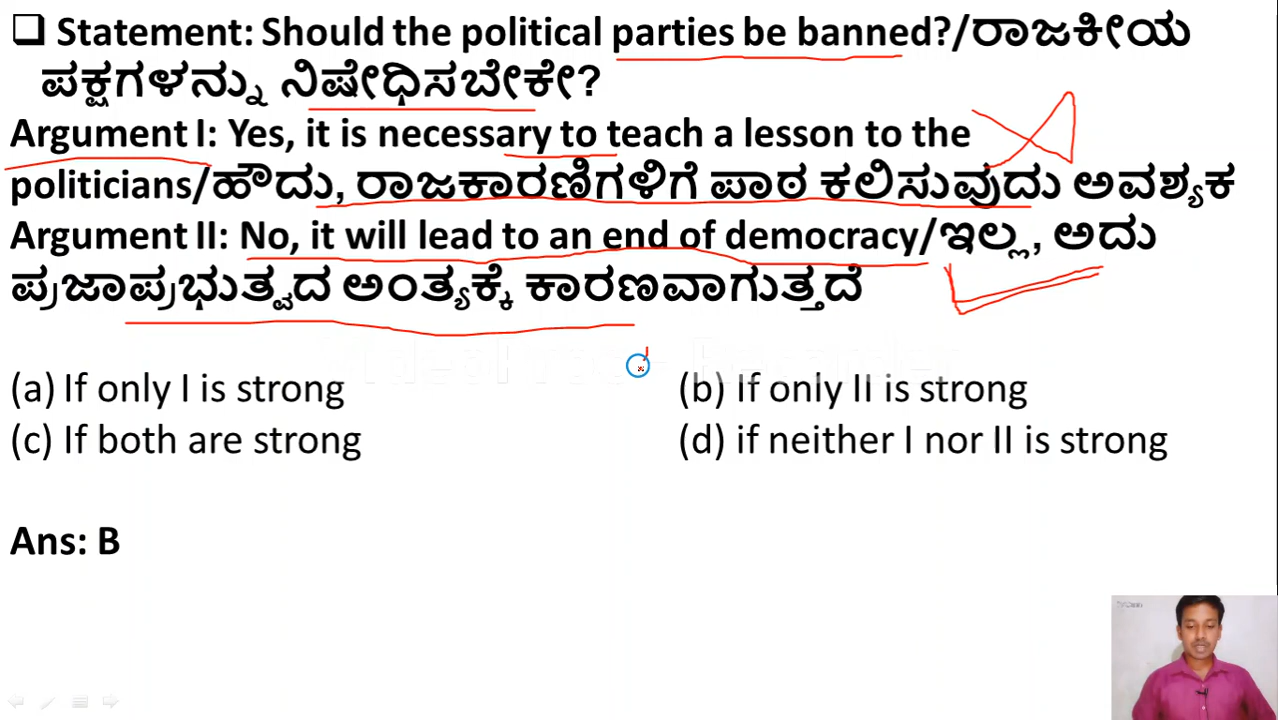 ❑ Statement: Should the political parties be banned?/ರಾಜಕೀಯ
ಪಕ್ಷಗಳನ್ನು ನಿಷೇಧಿಸಬೇಕೇ?
Argument I: Yes, it is necessary to teach a lesson to the
politicians/ಹೌದು, ರಾಜಕಾರಣಿಗಳಿಗೆ ಪಾಠ ಕಲಿಸುವುದು ಅವಶ್ಯಕ
Argument II: No, it will lead to an end of democracy/ಇಲ್ಲ, ಅದು
ಪ್ರಜಾಪ್ರಭುತ್ವದ ಅಂತ್ಯಕ್ಕೆ ಕಾರಣವಾಗುತ್ತದೆ
(a) If only I is strong (b) If only II is strong
(c) If both are strong (d) if neither I nor II is strong
Ans: B